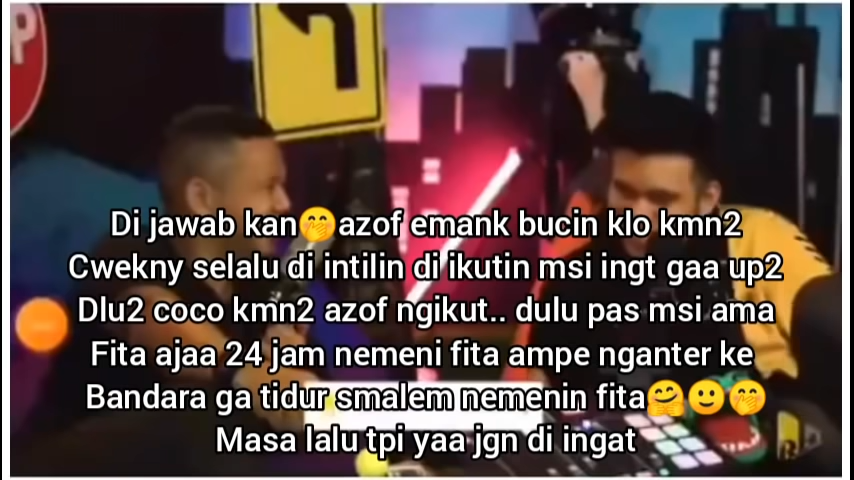 Di jawab kan🤭azof emank bucin klo kmn2
Cwekny selalu di intilin di ikutin msi ingt gaa up2
Dlu2 coco kmn2 azof ngikut.. dulu pas msi ama
Fita ajaa 24 jam nemeni fita ampe nganter ke
Bandara ga tidur smalem nemenin fita🤗🙂🤭
Masa lalu tpi yaa jgn di ingat